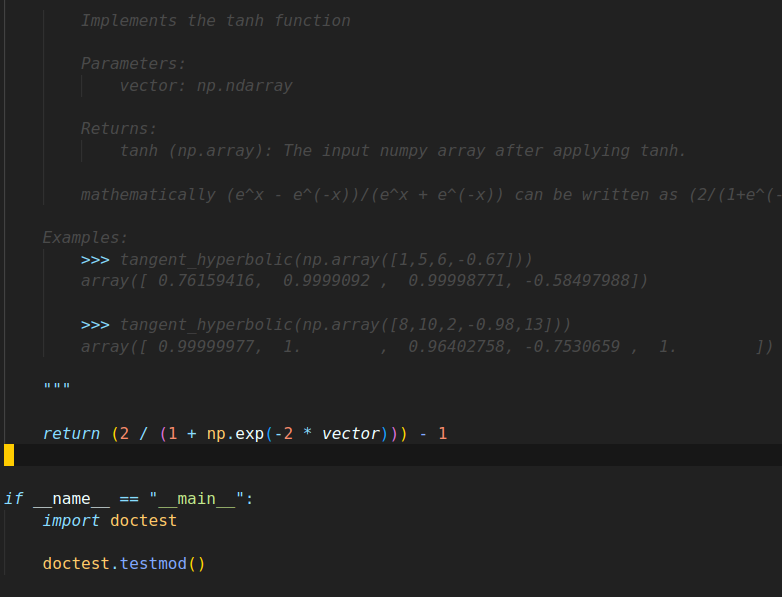 Implements the tanh function
Parameters:
vector: np.ndarray
Returns:
tanh (np.array): The input numpy array after applying tanh.
mathematically (e^x - e^(-x))/(e^x + e^(-x)) can be written as (2/(1+e^(-
Examples:
>>> tangent_hyperbolic(np.array([1,5,6,-0.67]))
array([ 0.76159416,  0.9999092 ,  0.99998771, -0.58497988])
>>> tangent_hyperbolic(np.array([8,10,2,-0.98,13]))
array([ 0.99999977,  1.        ,  0.96402758, -0.7530659 ,  1.        ])
"""
return (2 / (1 + np.exp(-2 * vector))) - 1
if __name__ == "__main__":
import doctest
doctest.testmod()